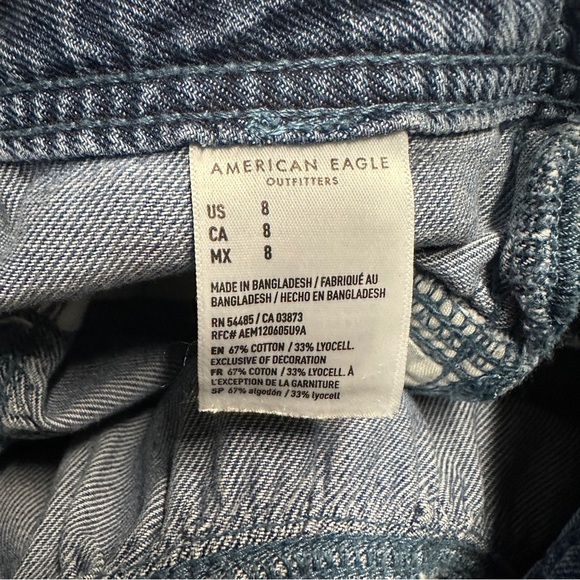 AMERICAN EAGLE
OUTFITTERS
US 8
CA 8
MX 8
MADE IN BANGLADESH / FABRIQUÉ AU
BANGLADESH / HECHO EN BANGLADESH
RN 54485 / CA 03873
RFC# AEM120605U9A
EN 67% COTTON / 33% LYOCELL.
EXCLUSIVE OF DECORATION
FR 67% COTON / 33% LYOCELL. À
L'EXCEPTION DE LA GARNITURE
SP 67% algodón / 33% LYOCELL